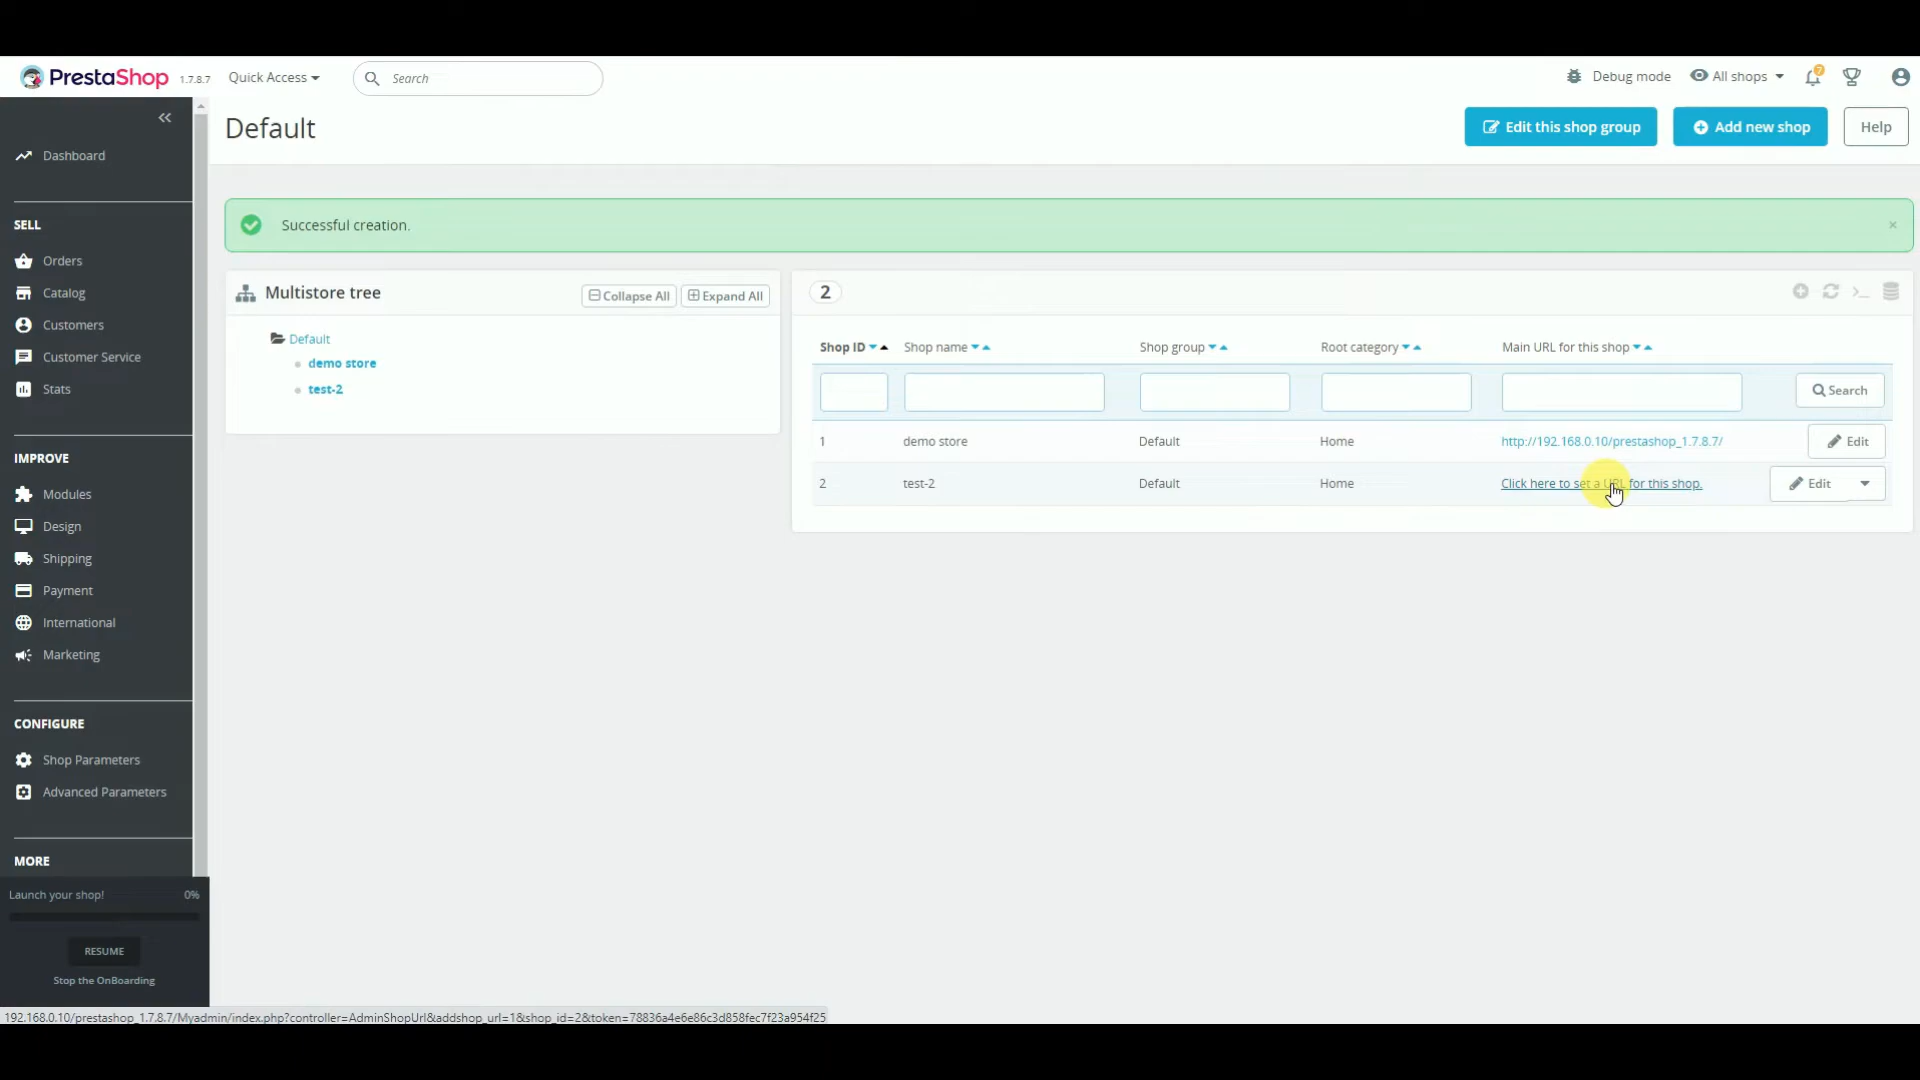 PrestaShop 1.7.8.7 Quick Access Search Debug mode All shops 7
Default Edit this shop group Add new shop Help
Dashboard
Successful creation. ×
SELL
Orders
Catalog
Customers
Customer Service
Stats
IMPROVE
Modules
Design
Shipping
Payment
International
Marketing
CONFIGURE
Shop Parameters
Advanced Parameters
MORE
Launch your shop! 0%
RESUME
Stop the OnBoarding
Multistore tree Collapse All Expand All
Default
demo store
test-2
2
Shop ID Shop name Shop group Root category Main URL for this shop
Search
1 demo store Default Home http://192.168.0.10/prestashop_1.7.8.7/ Edit
2 test-2 Default Home Click here to set a URL for this shop. Edit
192.168.0.10/prestashop_1.7.8.7/Myadmin/index.php?controller=AdminShopUrl&addshop_url=1&shop_id=2&token=78836a4e6e86c3d858fec7f23a954f25